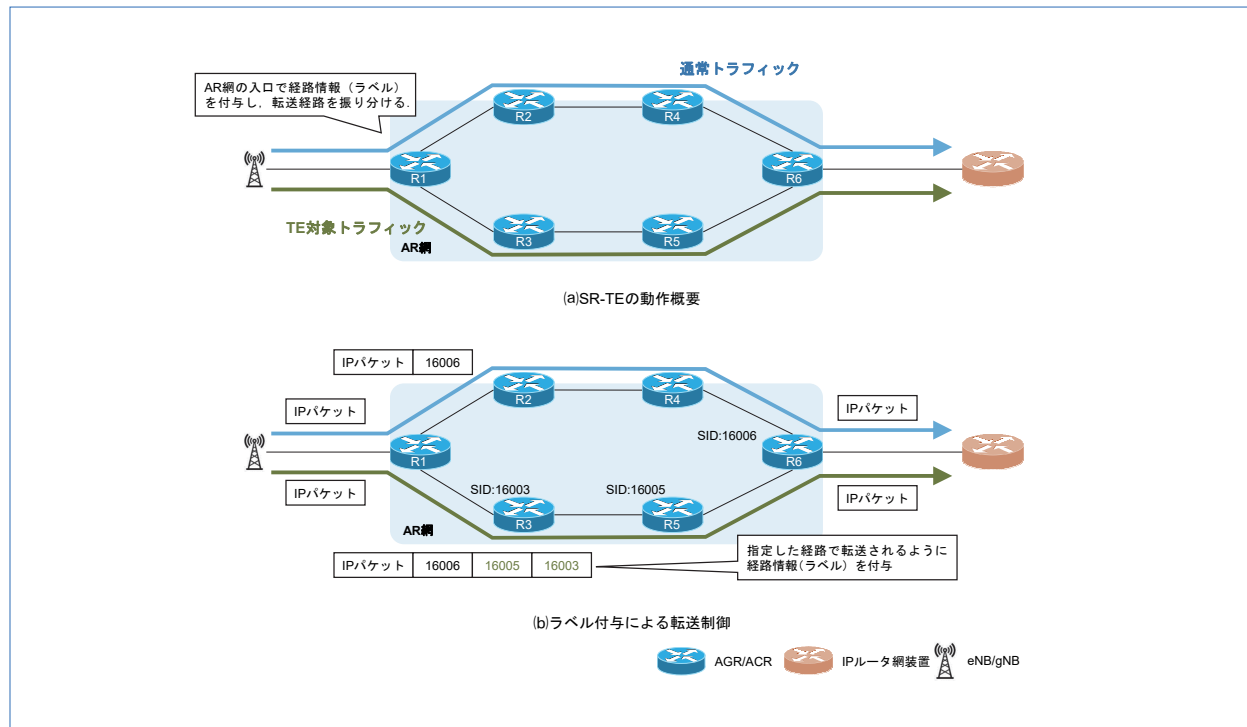 通常トラフィック
AR網の入口で経路情報（ラベル）
を付与し，転送経路を振り分ける．
R2
R4
R1
R6
TE対象トラフィック
R3
R5
AR網
(a)SR-TEの動作概要
IPパケット 16006
R2
R4
IPパケット
IPパケット
SID:16006
R1
R6
IPパケット
SID:16003
SID:16005
IPパケット
R3
R5
AR網
IPパケット 16006 16005 16003
指定した経路で転送されるように
経路情報（ラベル）を付与
(b)ラベル付与による転送制御
AGR/ACR
IPルータ網装置
eNB/gNB